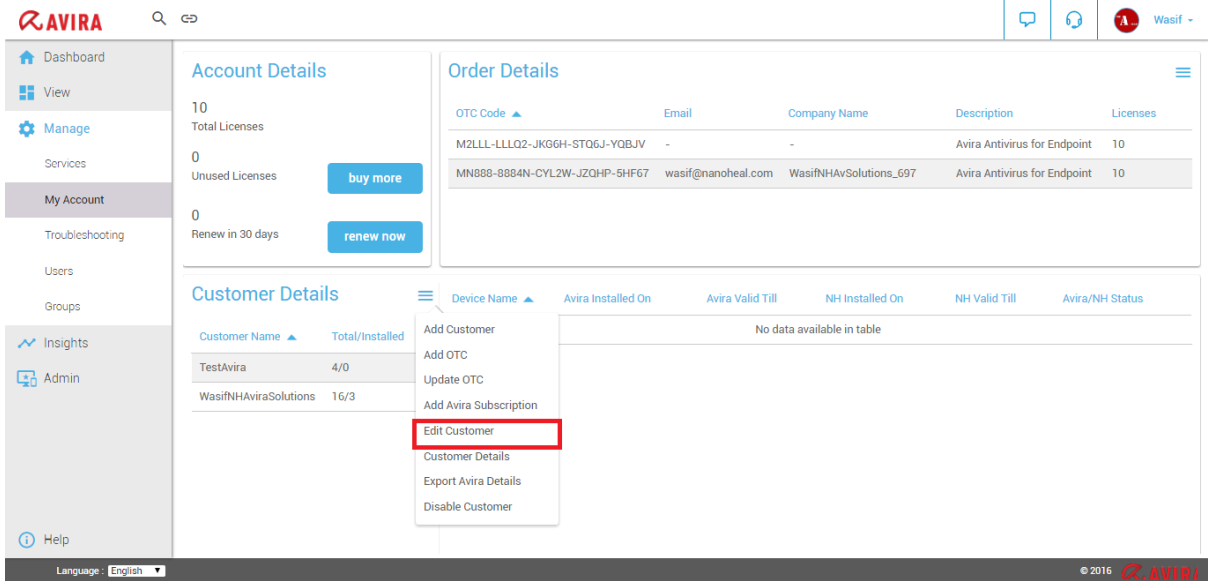 AVIRA
Wasif
Dashboard
View
Manage
Services
My Account
Troubleshooting
Users
Groups
Insights
Admin
Help
Account Details
10
Total Licenses
0
Unused Licenses
buy more
0
Renew in 30 days
renew now
Order Details
OTC Code Email Company Name Description Licenses
M2LLL-LLLQ2-JKG6H-STQ6J-YQBJV - - Avira Antivirus for Endpoint 10
MN888-8884N-CYL2W-JZQHP-5HF67 wasif@nanoheal.com WasifNHAvSolutions_697 Avira Antivirus for Endpoint 10
Customer Details
Customer Name Total/Installed
TestAvira 4/0
WasifNHAviraSolutions 16/3
Add Customer
Add OTC
Update OTC
Add Avira Subscription
Edit Customer
Customer Details
Export Avira Details
Disable Customer
Device Name Avira Installed On Avira Valid Till NH Installed On NH Valid Till Avira/NH Status
No data available in table
Language : English
© 2016 AVIRA